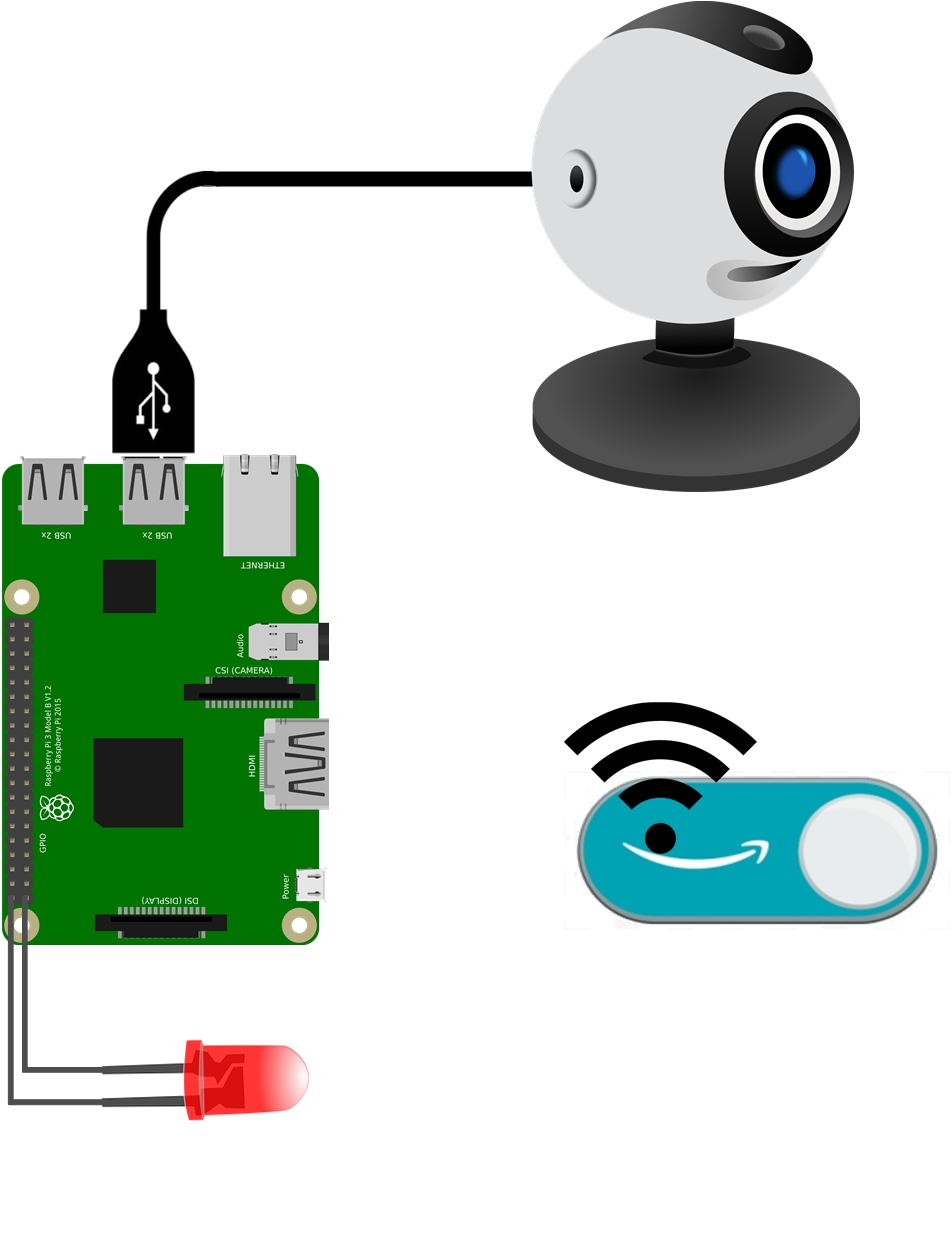 USB 2x
USB 2x
ETHERNET
Audio
CSI (CAMERA)
Raspberry Pi 3 Model B V1.2
© Raspberry Pi 2015
HDMI
GPIO
Power
DSI (DISPLAY)